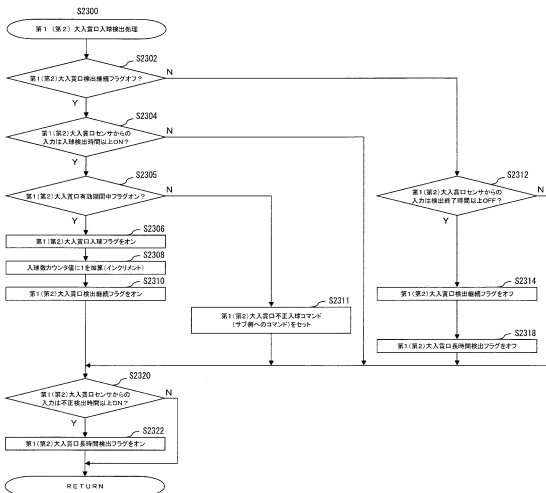 S2300
第1(第2)大入賞口入球検出処理
S2302
第1(第2)大入賞口検出継続フラグオフ?
N
Y
S2304
第1(第2)大入賞口センサからの
入力は入球検出時間以上ON?
N
Y
S2305
第1(第2)大入賞口有効期間中フラグオン?
N
Y
S2312
第1(第2)大入賞口センサからの
入力は検出終了時間以上OFF?
N
Y
S2306
第1(第2)大入賞口入球フラグをオン
S2308
入球数カウンタ値に1を加算(インクリメント)
S2310
第1(第2)大入賞口検出継続フラグをオン
S2311
第1(第2)大入賞口不正入球コマンド
(サブ側へのコマンド)をセット
S2314
第1(第2)大入賞口検出継続フラグをオフ
S2318
第1(第2)大入賞口長時間検出フラグをオフ
S2320
第1(第2)大入賞口センサからの
入力は不正検出時間以上ON?
N
Y
S2322
第1(第2)大入賞口長時間検出フラグをオン
RETURN